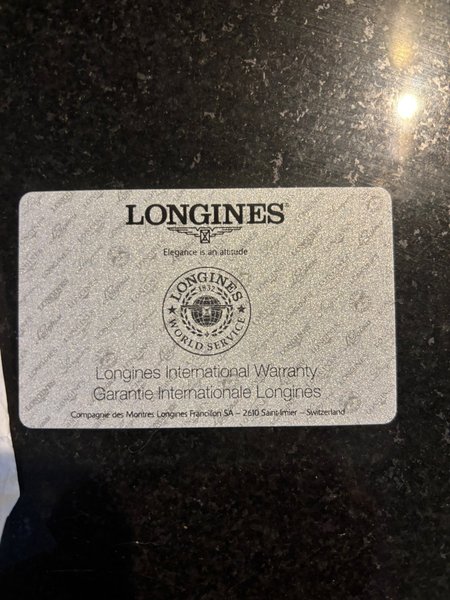 LONGINES
Elegance is an attitude
LONGINES
1832
WORLD SERVICE
Longines International Warranty
Garantie Internationale Longines
Compagnie des Montres Longines Francillon SA – 2610 Saint-Imier – Switzerland